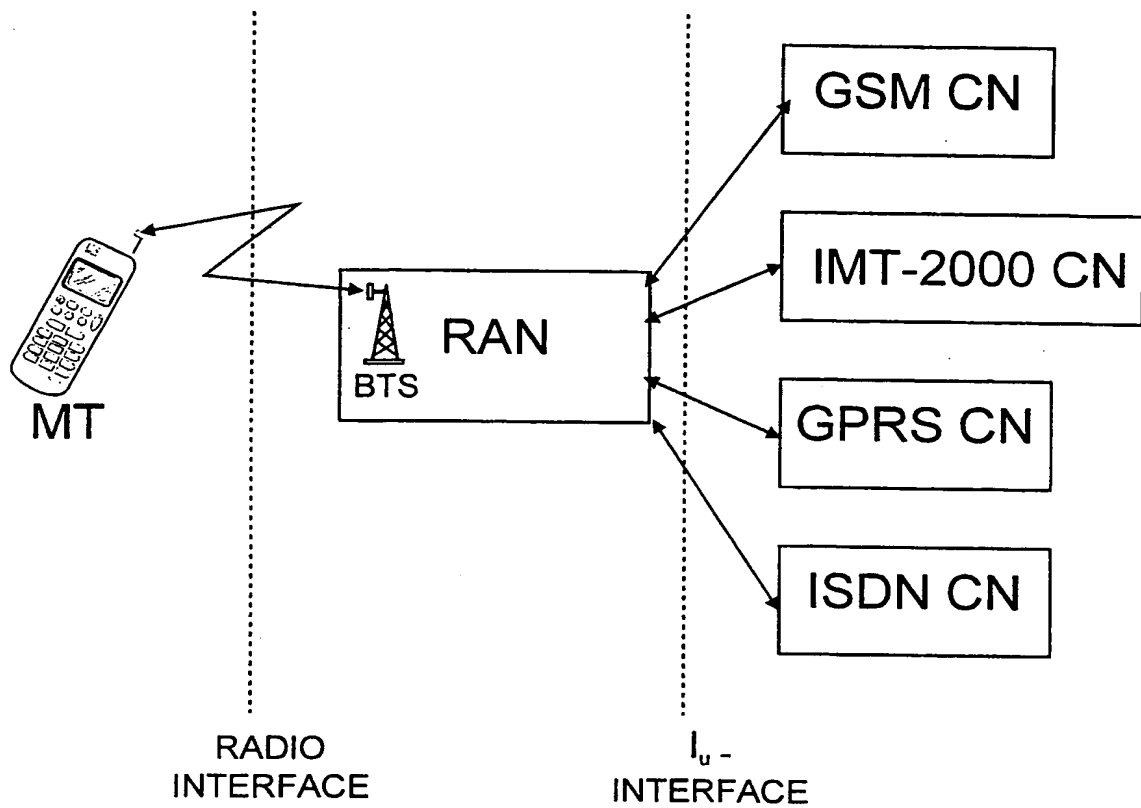 GSM CN
IMT-2000 CN
RAN
BTS
MT
GPRS CN
ISDN CN
RADIO
INTERFACE
Iu -
INTERFACE